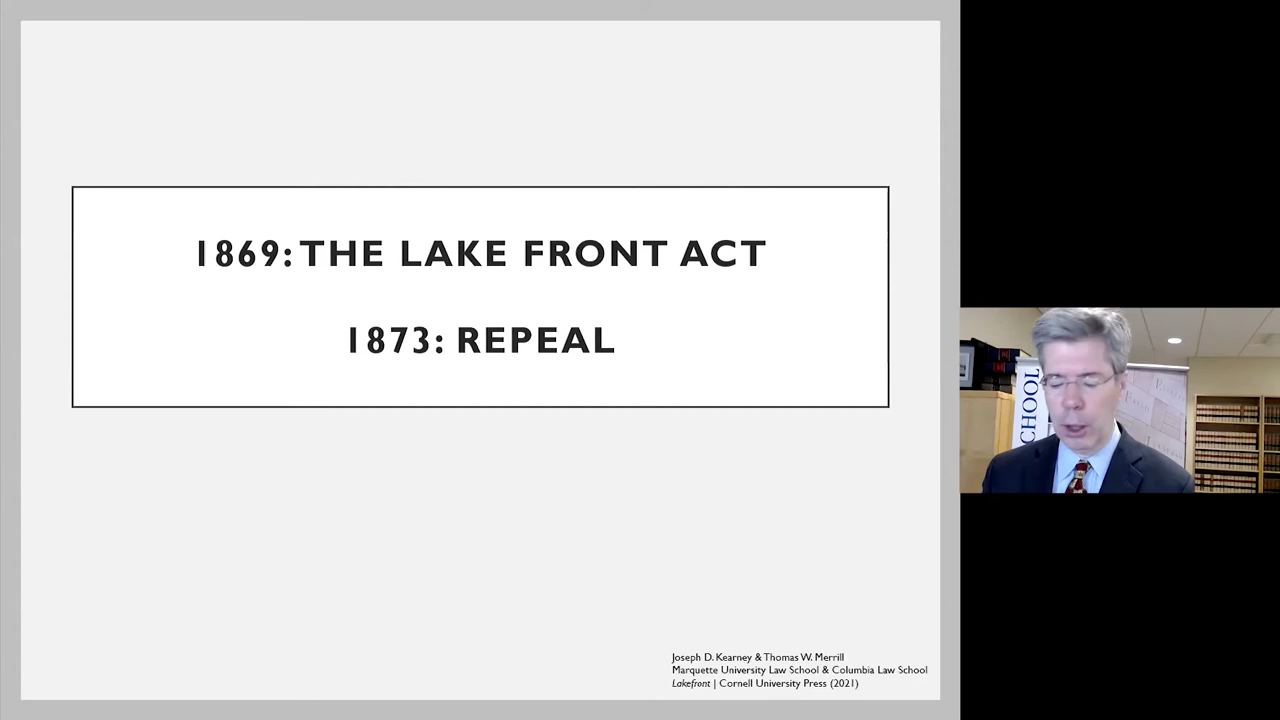 1869: THE LAKE FRONT ACT
1873: REPEAL
CHOOL
Joseph D. Kearney & Thomas W. Merrill
Marquette University Law School & Columbia Law School
Lakefront | Cornell University Press (2021)